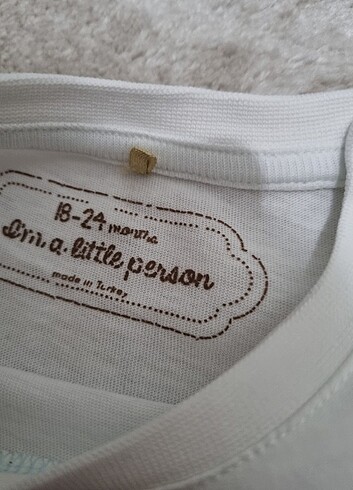 18-24 months
I'm a little person
made in Turkey